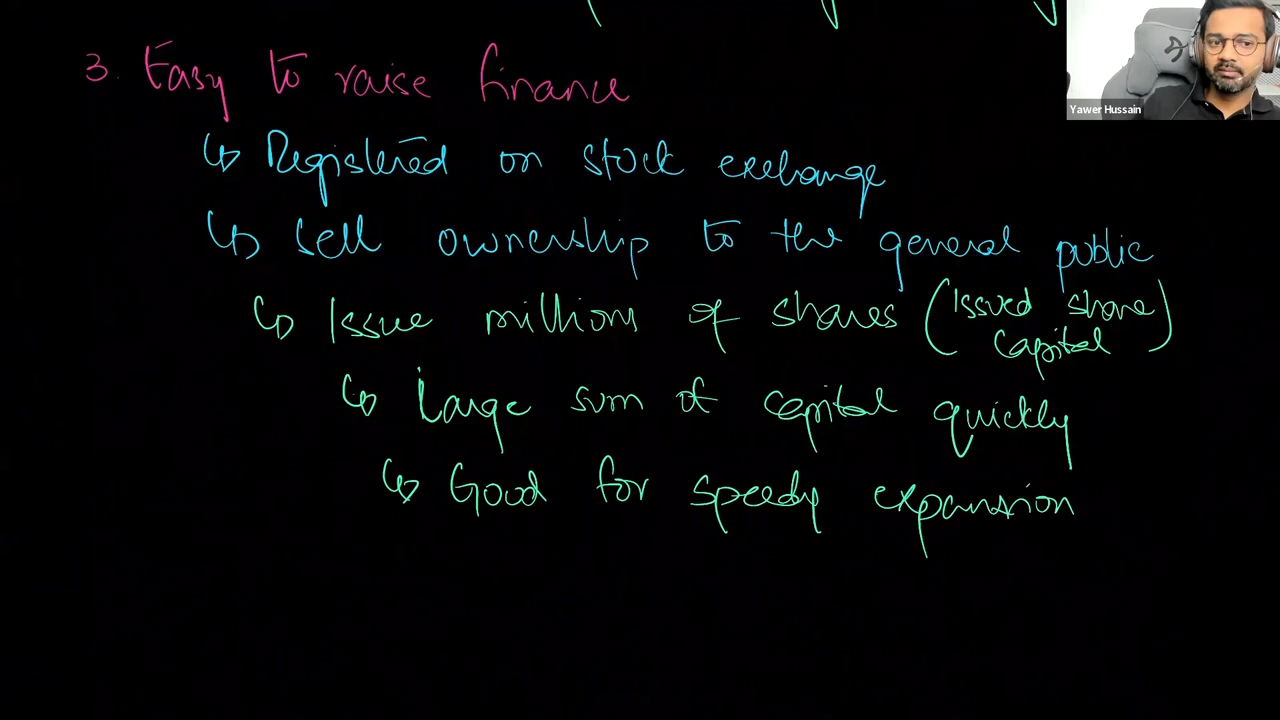 3. Easy to raise finance
↳ Registered on stock exchange
↳ Sell ownership to the general public
↳ Issue millions of shares (Issued share capital)
↳ Large sum of capital quickly
↳ Good for speedy expansion
Yawer Hussain